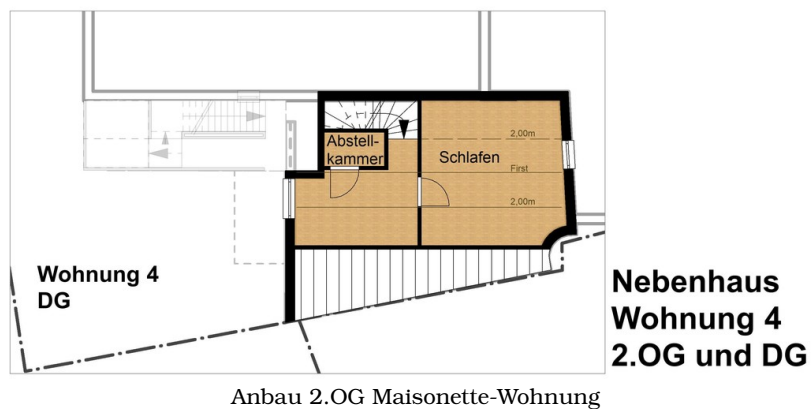 2,00m
Abstell-
kammer
Schlafen
First
2,00m
Wohnung 4
DG
Nebenhaus
Wohnung 4
2.OG und DG
Anbau 2.OG Maisonette-Wohnung